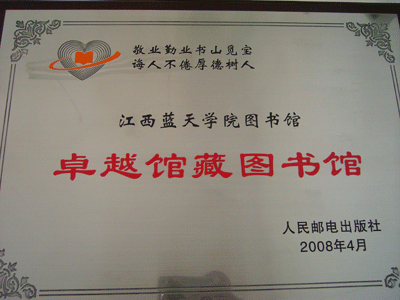 敬业勤业书山觅宝
诲人不倦厚德树人
江西蓝天学院图书馆
卓越馆藏图书馆
人民邮电出版社
2008年4月